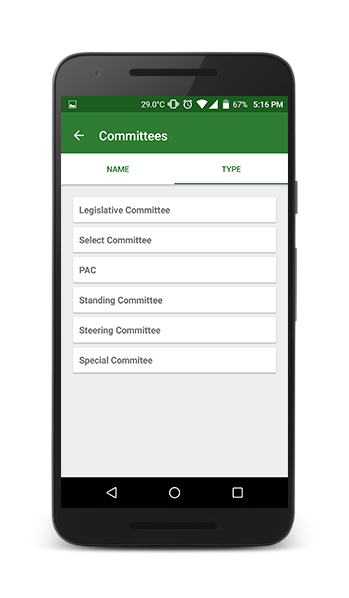 29.0°C 67% 5:16 PM
Committees
NAME TYPE
Legislative Committee
Select Committee
PAC
Standing Committee
Steering Committee
Special Commitee